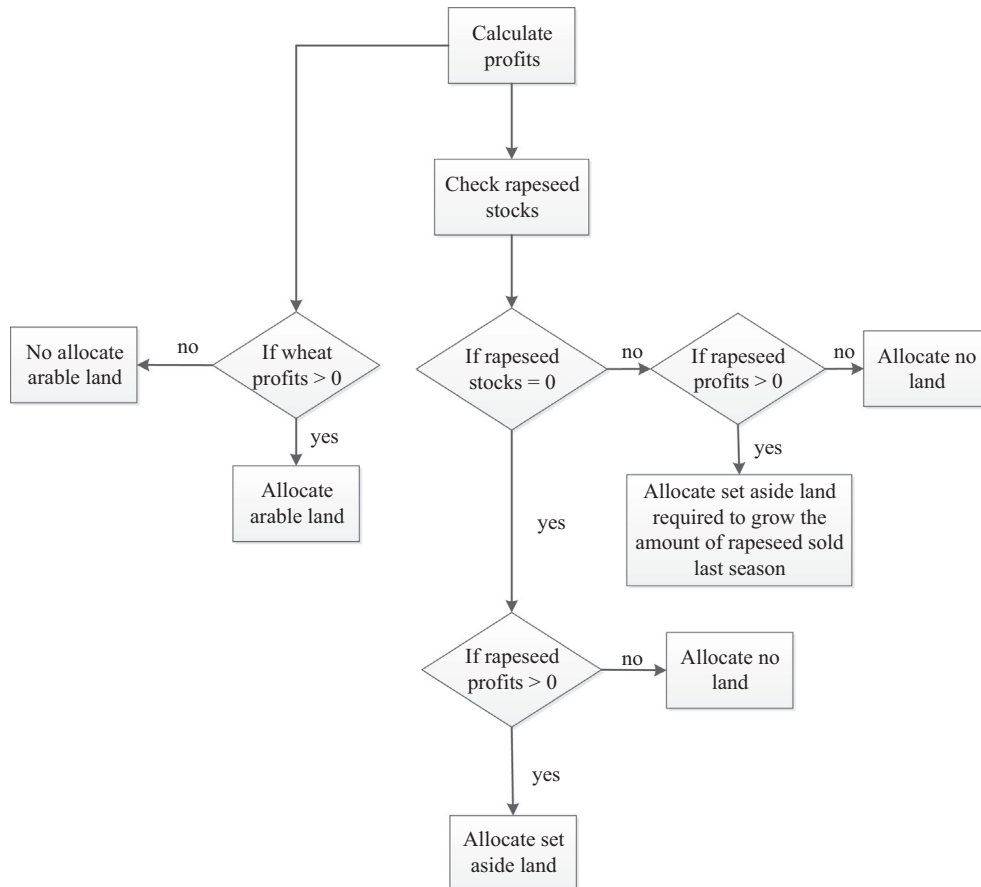 Calculate
profits
Check rapeseed
stocks
No allocate
arable land
no
If wheat
profits > 0
If rapeseed
stocks = 0
no
If rapeseed
profits > 0
no
Allocate no
land
yes
Allocate
arable land
yes
Allocate set aside land
required to grow the
amount of rapeseed sold
last season
yes
If rapeseed
profits > 0
no
Allocate no
land
yes
Allocate set
aside land